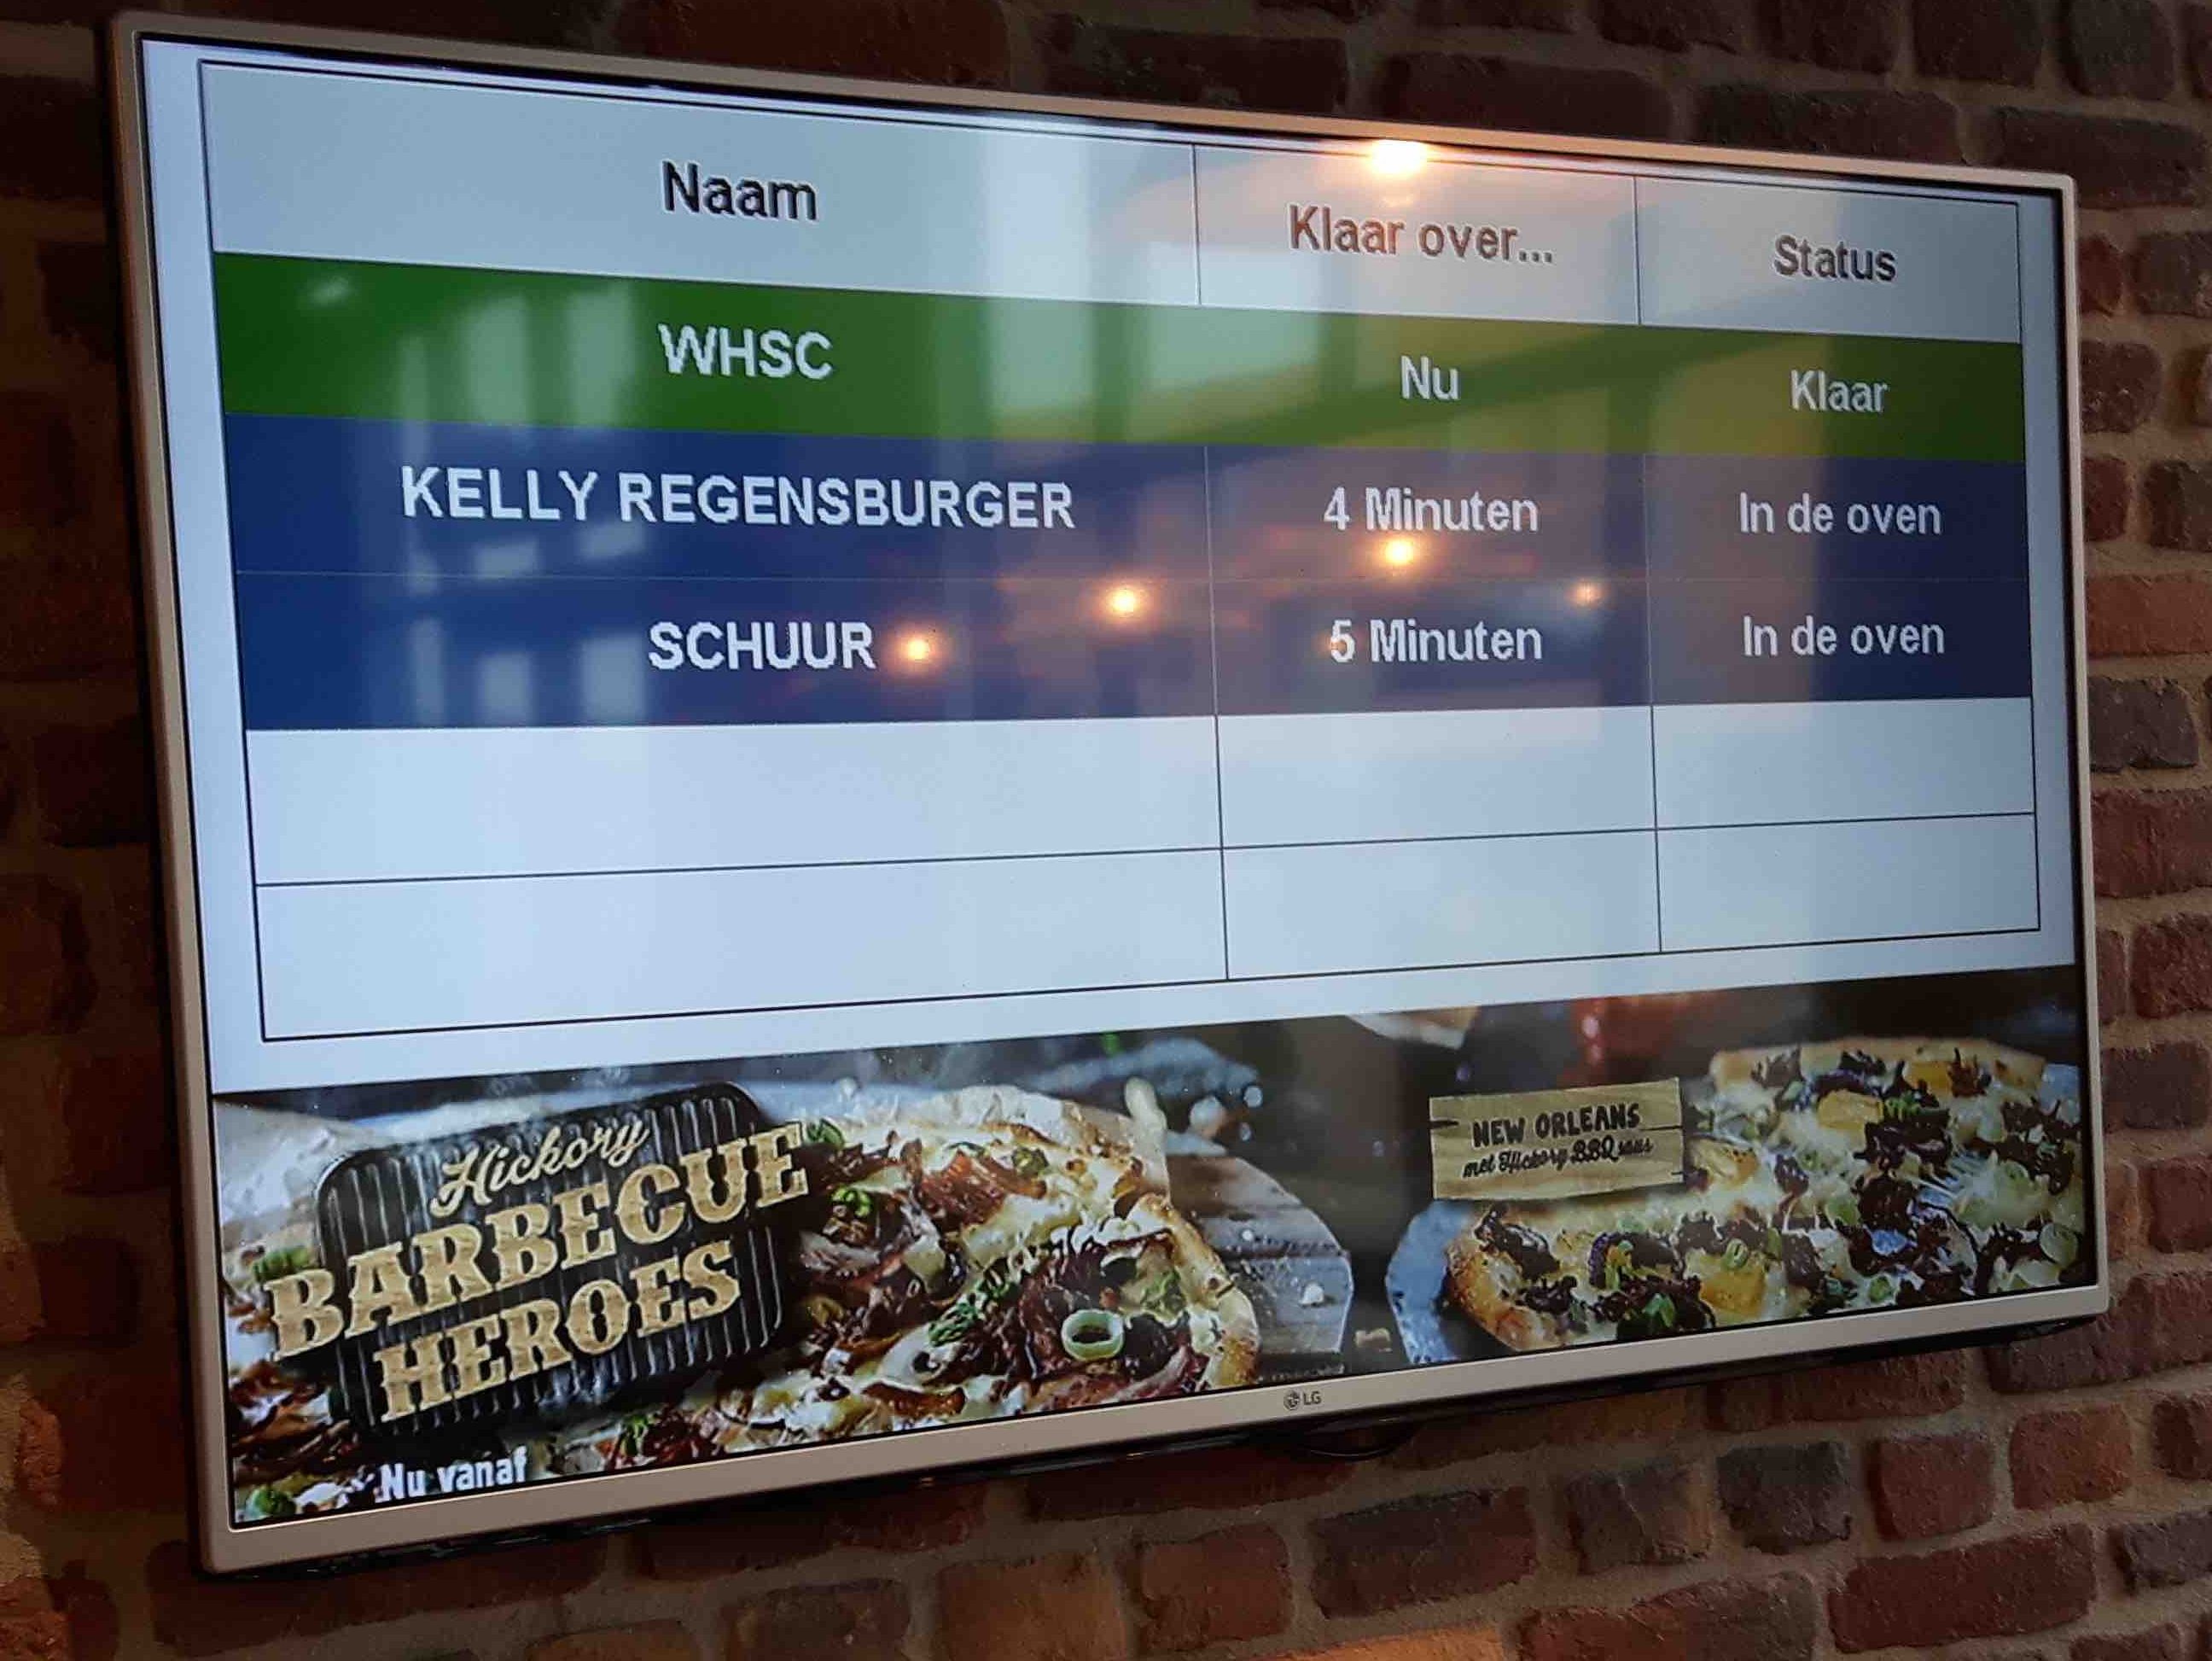 Naam Klaar over... Status
WHSC Nu Klaar
KELLY REGENSBURGER 4 Minuten In de oven
SCHUUR 5 Minuten In de oven
Hickory
BARBECUE
HEROES
Nu vanaf
NEW ORLEANS
met Hickory BBQ saus
LG